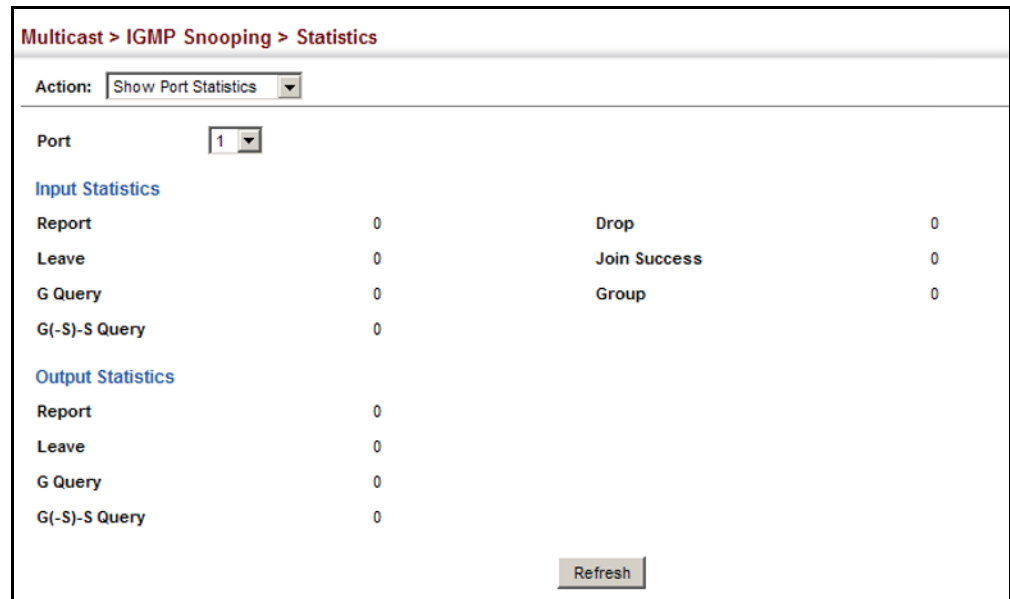 Multicast > IGMP Snooping > Statistics
Action: Show Port Statistics
Port 1
Input Statistics
Report 0 Drop 0
Leave 0 Join Success 0
G Query 0 Group 0
G(-S)-S Query 0
Output Statistics
Report 0
Leave 0
G Query 0
G(-S)-S Query 0
Refresh